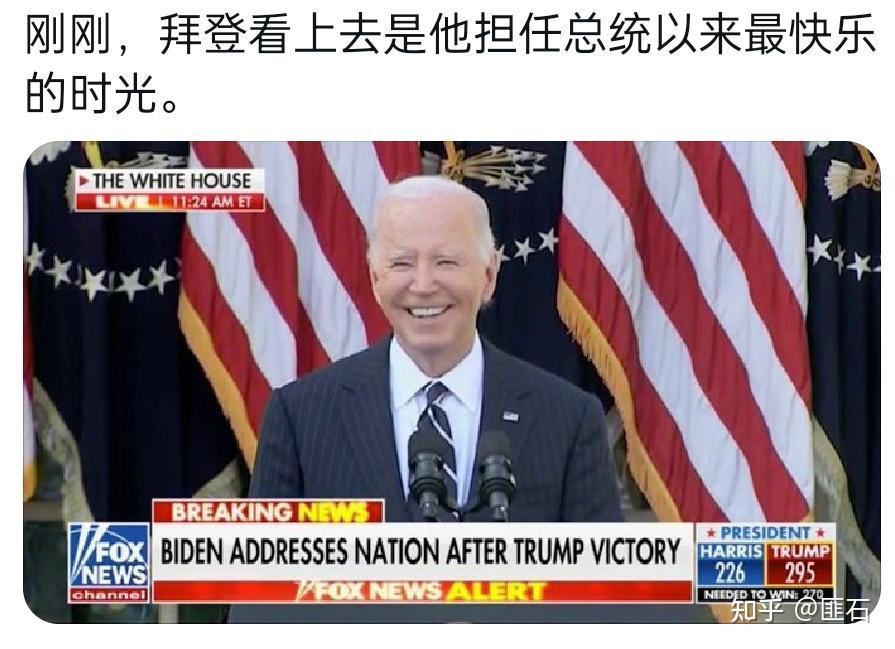 刚刚，拜登看上去是他担任总统以来最快乐
的时光。
THE WHITE HOUSE
LIVE 11:24 AM ET
BREAKING NEWS
BIDEN ADDRESSES NATION AFTER TRUMP VICTORY
FOX NEWS ALERT
FOX
NEWS
channel
★ PRESIDENT ★
HARRIS TRUMP
226 295
NEEDED TO WIN: 270
知乎 @匪石